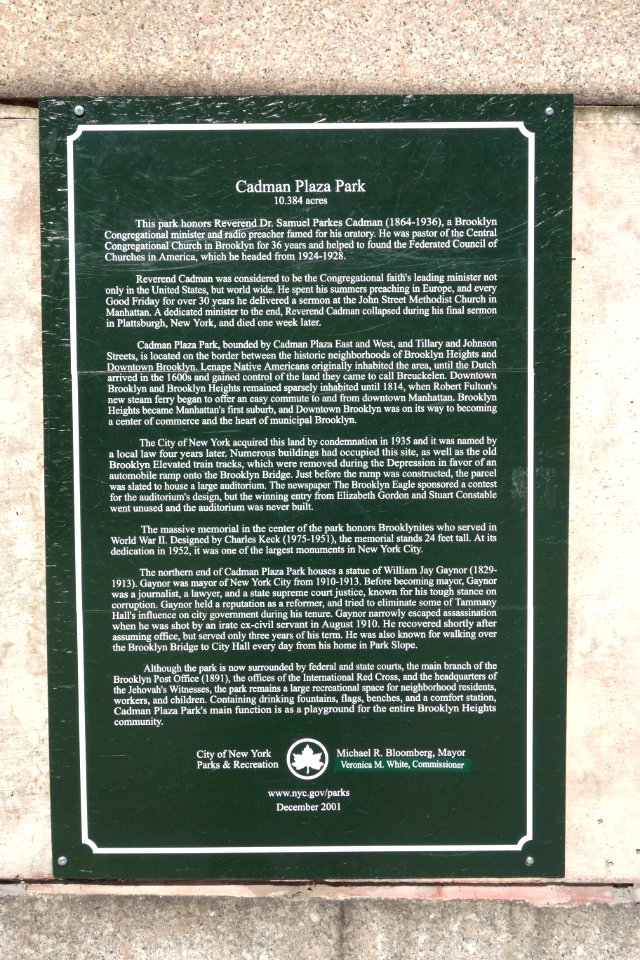 Cadman Plaza Park
10.384 acres
This park honors Reverend Dr. Samuel Parkes Cadman (1864-1936), a Brooklyn
Congregational minister and radio preacher famed for his oratory. He was pastor of the Central
Congregational Church in Brooklyn for 36 years and helped to found the Federated Council of
Churches in America, which he headed from 1924-1928.
Reverend Cadman was considered to be the Congregational faith's leading minister not
only in the United States, but world wide. He spent his summers preaching in Europe, and every
Good Friday for over 30 years he delivered a sermon at the John Street Methodist Church in
Manhattan. A dedicated minister to the end, Reverend Cadman collapsed during his final sermon
in Plattsburgh, New York, and died one week later.
Cadman Plaza Park, bounded by Cadman Plaza East and West, and Tillary and Johnson
Streets, is located on the border between the historic neighborhoods of Brooklyn Heights and
Downtown Brooklyn. Lenape Native Americans originally inhabited the area, until the Dutch
arrived in the 1600s and gained control of the land they came to call Breuckelen. Downtown
Brooklyn and Brooklyn Heights remained sparsely inhabited until 1814, when Robert Fulton's
new steam ferry began to offer an easy commute to and from downtown Manhattan. Brooklyn
Heights became Manhattan's first suburb, and Downtown Brooklyn was on its way to becoming
a center of commerce and the heart of municipal Brooklyn.
The City of New York acquired this land by condemnation in 1935 and it was named by
a local law four years later. Numerous buildings had occupied this site, as well as the old
Brooklyn Elevated train tracks, which were removed during the Depression in favor of an
automobile ramp onto the Brooklyn Bridge. Just before the ramp was constructed, the parcel
was slated to house a large auditorium. The newspaper The Brooklyn Eagle sponsored a contest
for the auditorium's design, but the winning entry from Elizabeth Gordon and Stuart Constable
went unused and the auditorium was never built.
The massive memorial in the center of the park honors Brooklynites who served in
World War II. Designed by Charles Keck (1975-1951), the memorial stands 24 feet tall. At its
dedication in 1952, it was one of the largest monuments in New York City.
The northern end of Cadman Plaza Park houses a statue of William Jay Gaynor (1829-
1913). Gaynor was mayor of New York City from 1910-1913. Before becoming mayor, Gaynor
was a journalist, a lawyer, and a state supreme court justice, known for his tough stance on
corruption. Gaynor held a reputation as a reformer, and tried to eliminate some of Tammany
Hall's influence on city government during his tenure. Gaynor narrowly escaped assassination
when he was shot by an irate ex-civil servant in August 1910. He recovered shortly after
assuming office, but served only three years of his term. He was also known for walking over
the Brooklyn Bridge to City Hall every day from his home in Park Slope.
Although the park is now surrounded by federal and state courts, the main branch of the
Brooklyn Post Office (1891), the offices of the International Red Cross, and the headquarters of
the Jehovah's Witnesses, the park remains a large recreational space for neighborhood residents,
workers, and children. Containing drinking fountains, flags, benches, and a comfort station,
Cadman Plaza Park's main function is as a playground for the entire Brooklyn Heights
community.
City of New York
Parks & Recreation
Michael R. Bloomberg, Mayor
Veronica M. White, Commissioner
www.nyc.gov/parks
December 2001